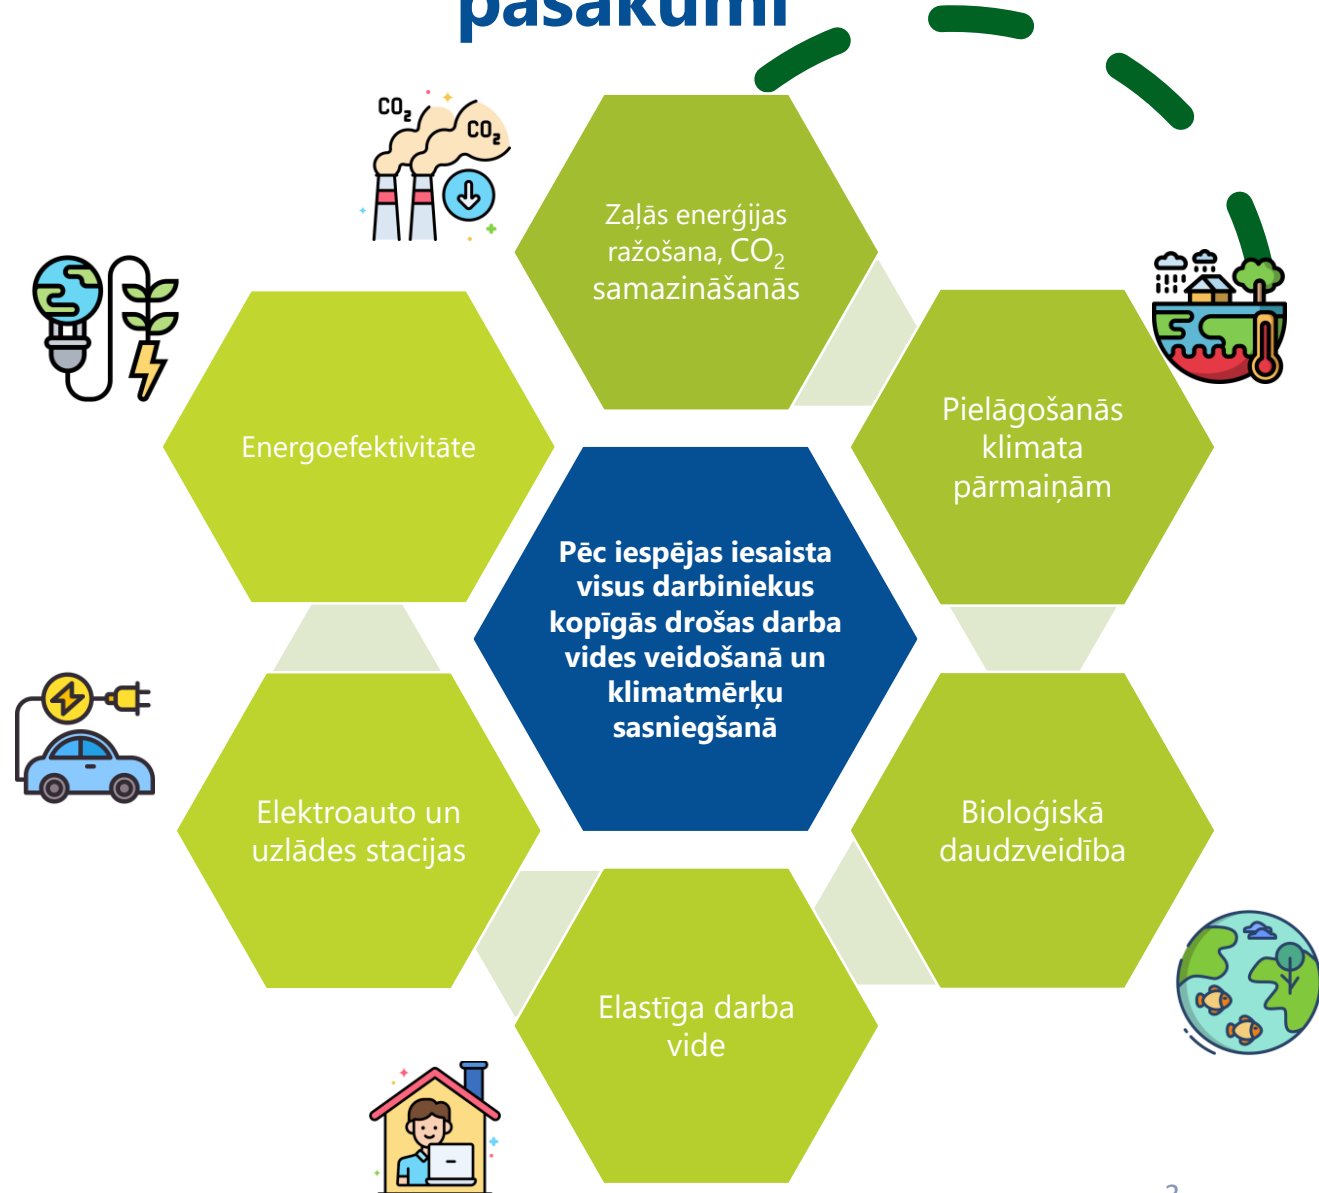 pasākumi
CO₂
CO₂
Zaļās enerģijas
ražošana, CO₂
samazināšanās
Pielāgošanās
klimata
pārmaiņām
Energoefektivitāte
Pēc iespējas iesaista
visus darbiniekus
kopīgās drošas darba
vides veidošanā un
klimatmērķu
sasniegšanā
Elektroauto un
uzlādes stacijas
Bioloģiskā
daudzveidība
Elastīga darba
vide